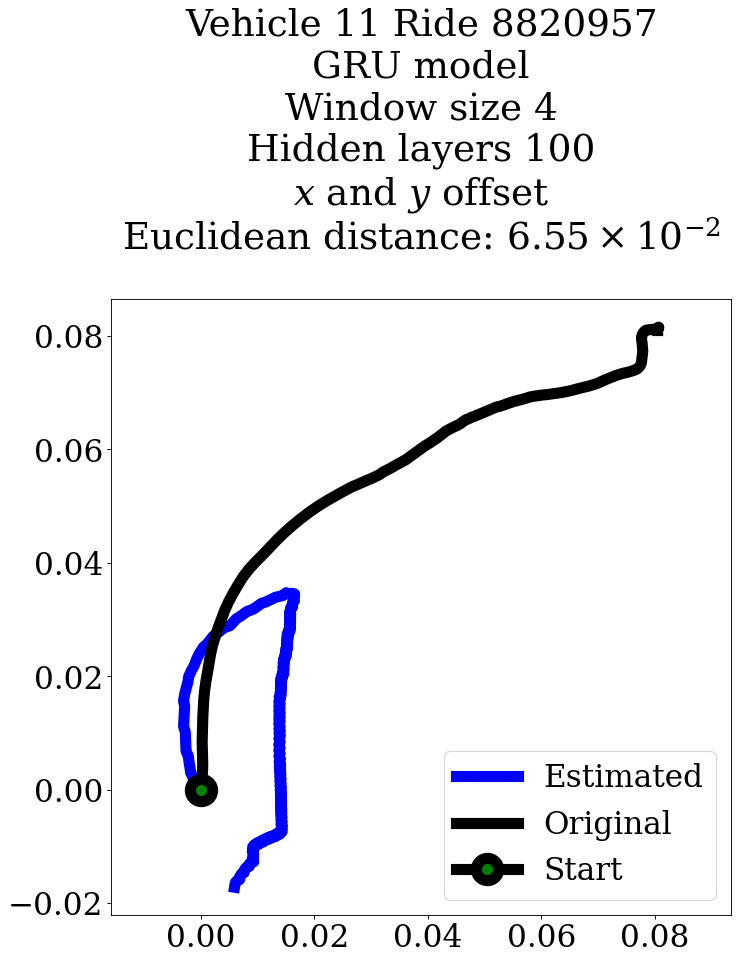 Vehicle 11 Ride 8820957
GRU model
Window size 4
Hidden layers 100
x and y offset
Euclidean distance: 6.55 × 10⁻²
0.08
0.06
0.04
0.02
0.00
−0.02
Estimated
Original
Start
0.00 0.02 0.04 0.06 0.08